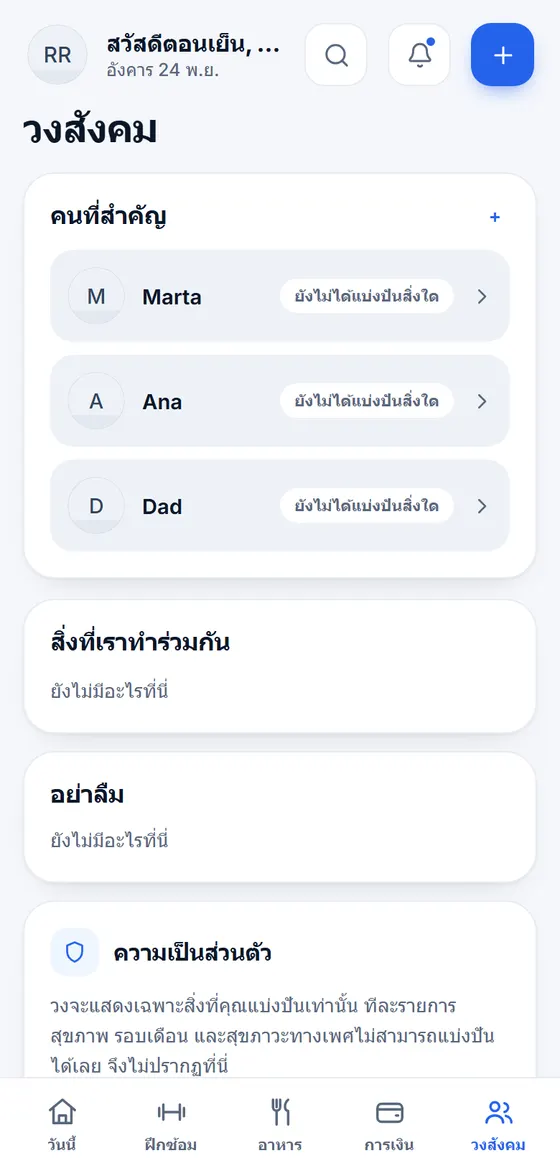 RR
สวัสดีตอนเย็น, ...
อังคาร 24 พ.ย.
วงสังคม
คนที่สำคัญ
+
M
Marta
ยังไม่ได้แบ่งปันสิ่งใด
A
Ana
ยังไม่ได้แบ่งปันสิ่งใด
D
Dad
ยังไม่ได้แบ่งปันสิ่งใด
สิ่งที่เราทำร่วมกัน
ยังไม่มีอะไรที่นี่
อย่าลืม
ยังไม่มีอะไรที่นี่
ความเป็นส่วนตัว
วงจะแสดงเฉพาะสิ่งที่คุณแบ่งปันเท่านั้น ทีละรายการ
สุขภาพ รอบเดือน และสุขภาวะทางเพศไม่สามารถแบ่งปัน
ได้เลย จึงไม่ปรากฏที่นี่
วันนี้
ฝึกซ้อม
อาหาร
การเงิน
วงสังคม